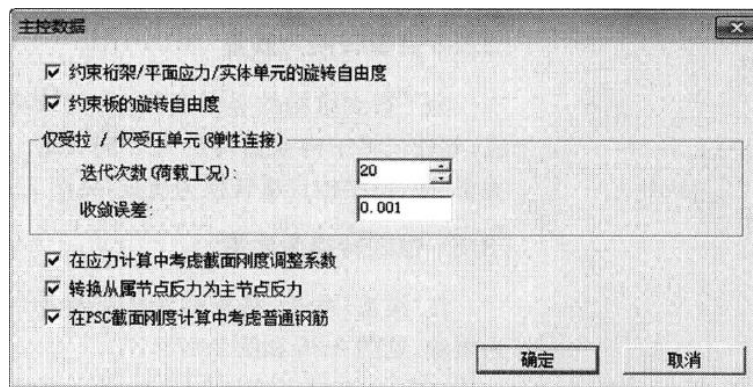 主控数据
约束桁架/平面应力/实体单元的旋转自由度
约束板的旋转自由度
仅受拉 / 仅受压单元(弹性连接)
迭代次数(荷载工况): 20
收敛误差: 0.001
在应力计算中考虑截面刚度调整系数
转换从属节点反力为主节点反力
在PSC截面刚度计算中考虑普通钢筋
确定 取消